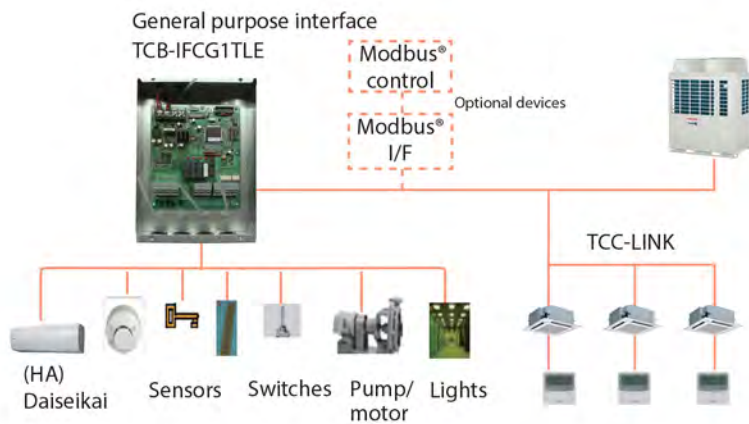 General purpose interface
TCB-IFCG1TLE
Modbus®
control
Optional devices
Modbus®
I/F
TCC-LINK
(HA)
Daiseikai
Sensors
Switches
Pump/
motor
Lights